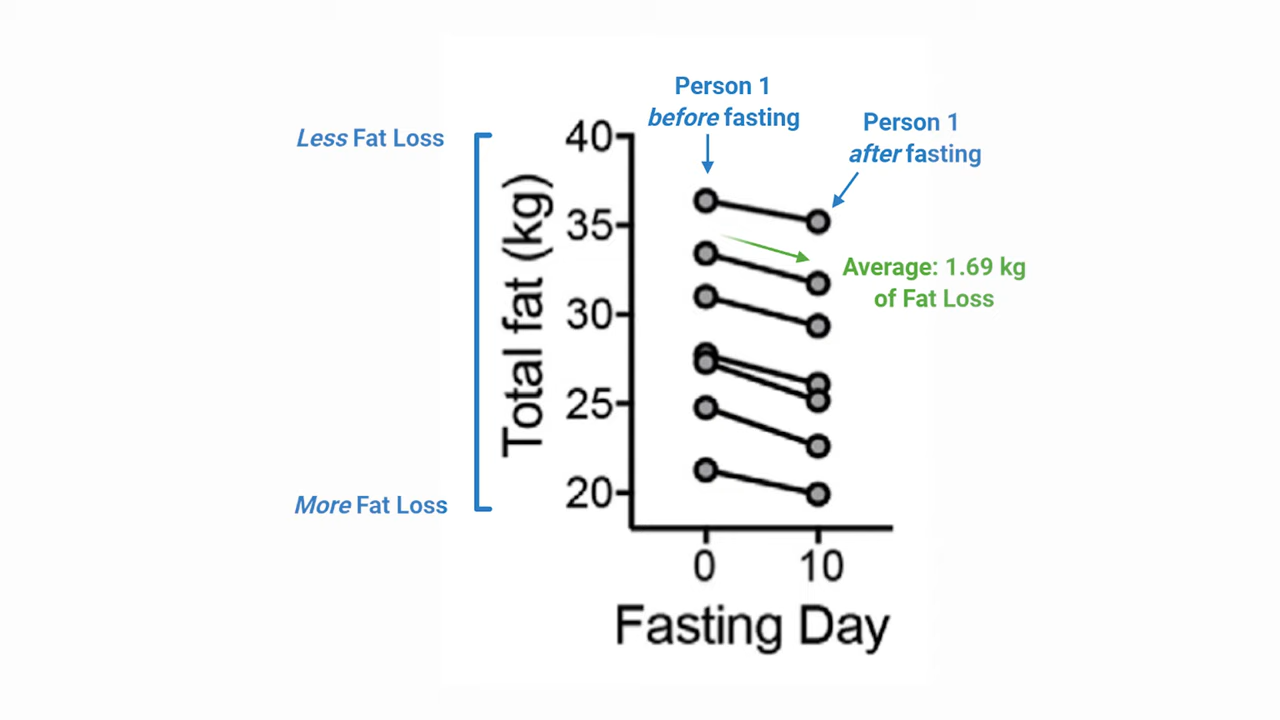 Person 1
before fasting
Person 1
after fasting
Less Fat Loss
More Fat Loss
Total fat (kg)
40
35
30
25
20
Average: 1.69 kg
of Fat Loss
0
10
Fasting Day